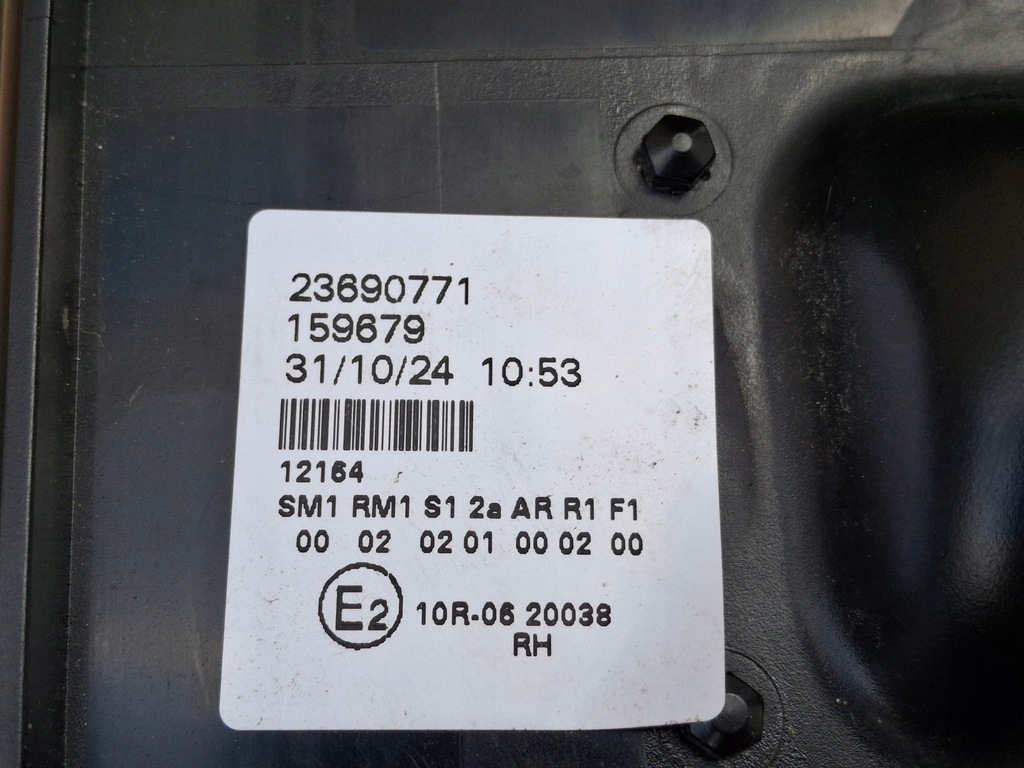 23690771
159679
31/10/24 10:53
12164
SM1 RM1 S1 2a AR R1 F1
00 02 02 01 00 02 00
E2 10R-06 20038
RH